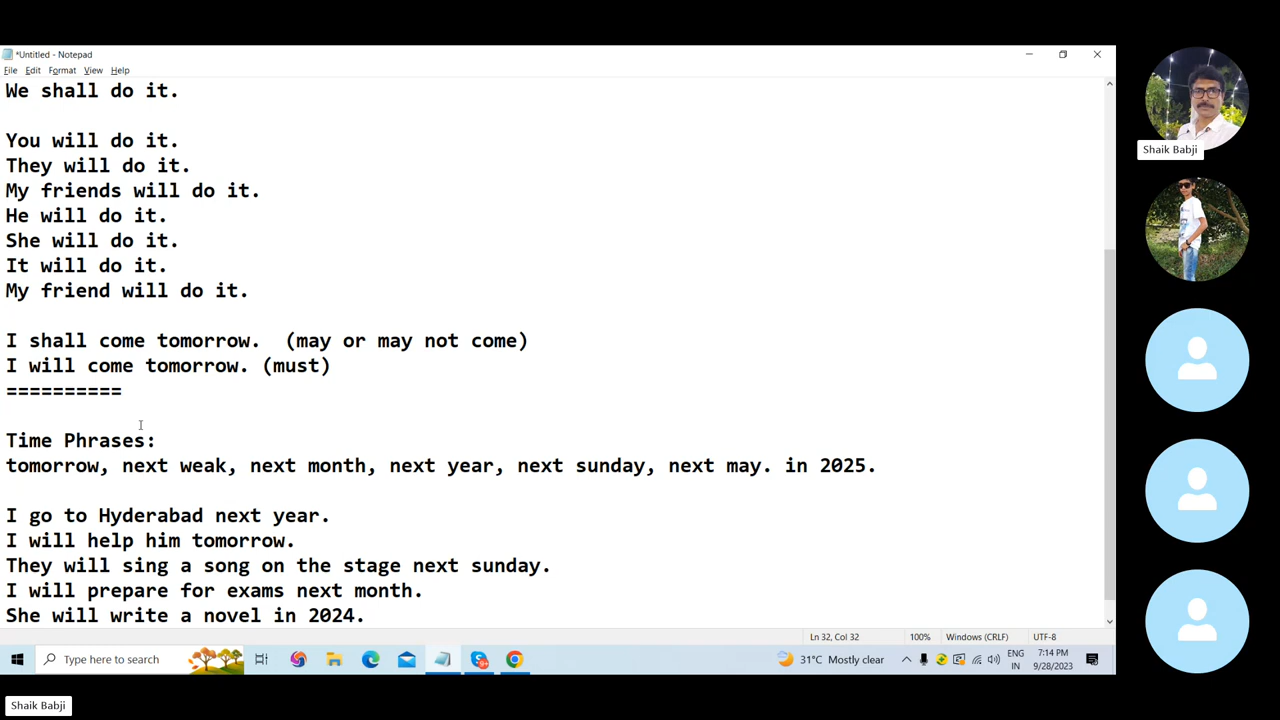 *Untitled - Notepad
File Edit Format View Help
We shall do it.
You will do it.
They will do it.
My friends will do it.
He will do it.
She will do it.
It will do it.
My friend will do it.
I shall come tomorrow.  (may or may not come)
I will come tomorrow. (must)
==========
Time Phrases:
tomorrow, next weak, next month, next year, next sunday, next may. in 2025.
I go to Hyderabad next year.
I will help him tomorrow.
They will sing a song on the stage next sunday.
I will prepare for exams next month.
She will write a novel in 2024.
Ln 32, Col 32 100% Windows (CRLF) UTF-8
Type here to search 31°C Mostly clear ENG IN 7:14 PM 9/28/2023
Shaik Babji
Shaik Babji